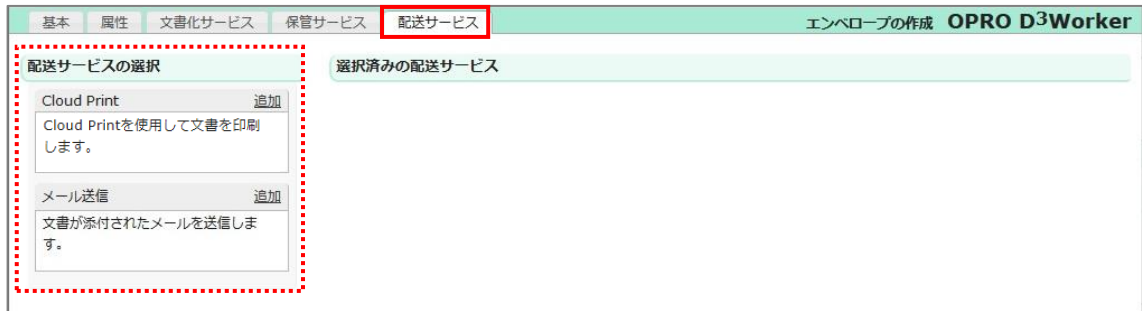 基本 属性 文書化サービス 保管サービス 配送サービス エンベロープの作成 OPRO D3Worker
配送サービスの選択 選択済みの配送サービス
Cloud Print 追加
Cloud Printを使用して文書を印刷
します。
メール送信 追加
文書が添付されたメールを送信しま
す。